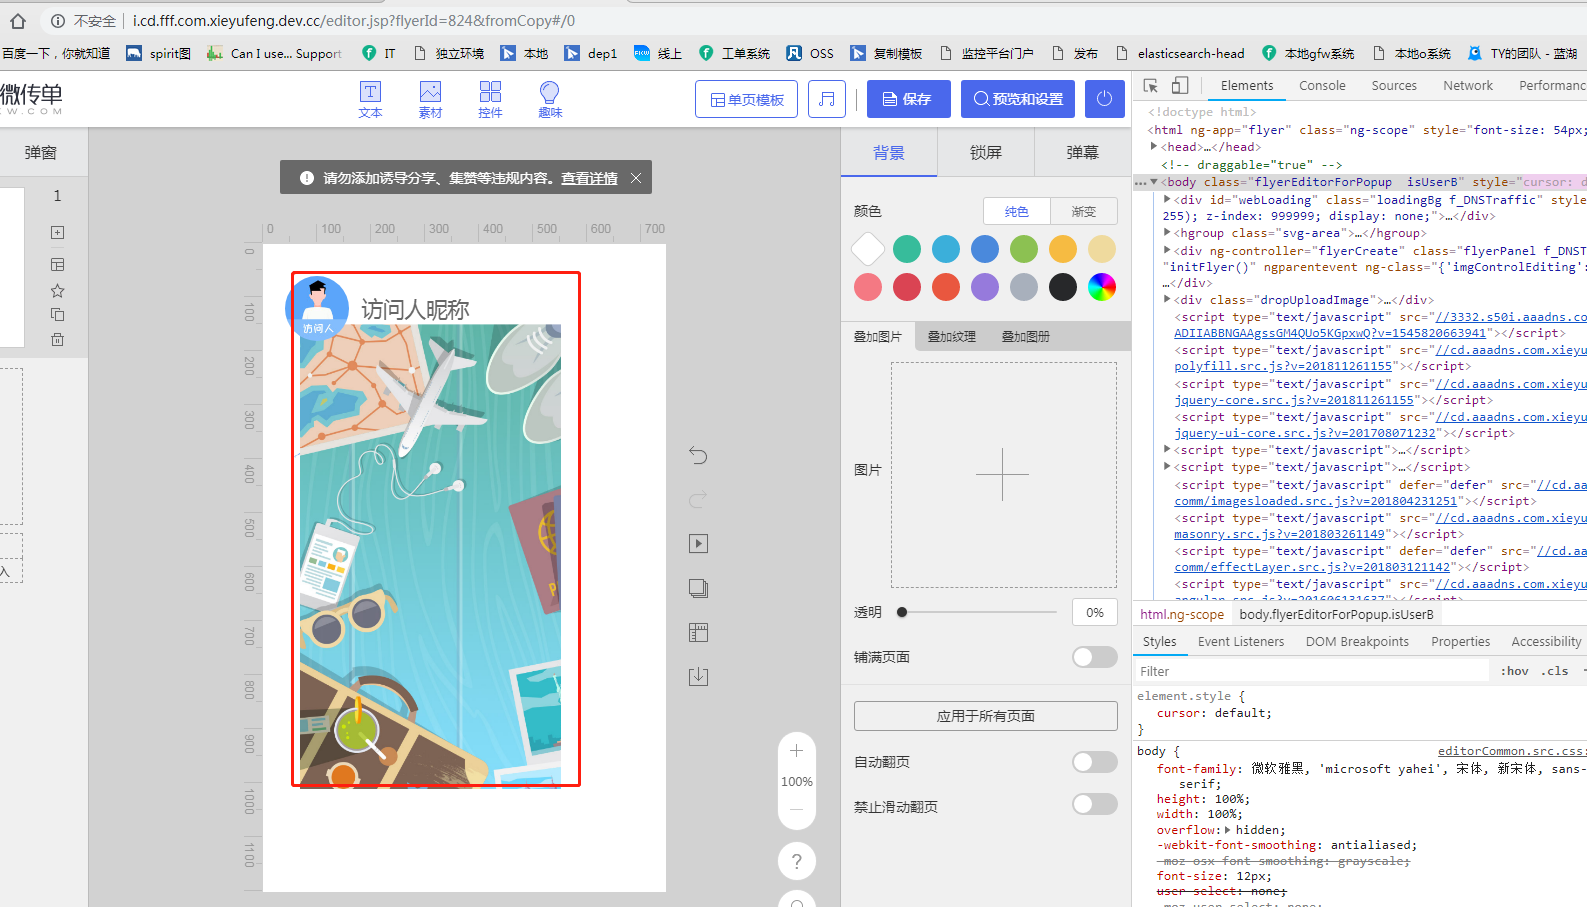 不安全 i.cd.fff.com.xieyufeng.dev.cc/editor.jsp?flyerId=824&fromCopy#/0
百度一下，你就知道 spirit图 Can I use... Support IT 独立环境 本地 dep1 线上 工单系统 OSS 复制模板 监控平台门户 发布 elasticsearch-head 本地gfw系统 本地o系统 TY的团队 - 蓝湖
微传单
文本 素材 控件 趣味 单页模板 保存 预览和设置
弹窗
1
入
请勿添加诱导分享、集赞等违规内容。查看详情
0 100 200 300 400 500 600 700
0
100
200
300
400
500
600
700
800
900
1000
1100
访问人
访问人昵称
100%
?
背景 锁屏 弹幕
颜色 纯色 渐变
叠加图片 叠加纹理 叠加图册
图片
透明 0%
铺满页面
应用于所有页面
自动翻页
禁止滑动翻页
Elements Console Sources Network Performanc
<!doctype html>
<html ng-app="flyer" class="ng-scope" style="font-size: 54px;
<head>…</head>
<!-- draggable="true" -->
<body class="flyerEditorForPopup  isUserB" style="cursor: d
<div id="webLoading" class="loadingBg f_DNSTraffic" style
255); z-index: 999999; display: none;">…</div>
<hgroup class="svg-area">…</hgroup>
<div ng-controller="flyerCreate" class="flyerPanel f_DNST
"initFlyer()" ngparentevent ng-class="{'imgControlEditing':
…</div>
<div class="dropUploadImage">…</div>
<script type="text/javascript" src="//3332.s50i.aaadns.co
ADIIABBNGAAgssGM4QUo5KGpxwQ?v=1545820663941"></script>
<script type="text/javascript" src="//cd.aaadns.com.xieyu
polyfill.src.js?v=201811261155"></script>
<script type="text/javascript" src="//cd.aaadns.com.xieyu
jquery-core.src.js?v=201811261155"></script>
<script type="text/javascript" src="//cd.aaadns.com.xieyu
jquery-ui-core.src.js?v=201708071232"></script>
<script type="text/javascript">…</script>
<script type="text/javascript">…</script>
<script type="text/javascript" defer="defer" src="//cd.aa
comm/imagesloaded.src.js?v=201804231251"></script>
<script type="text/javascript" src="//cd.aaadns.com.xieyu
masonry.src.js?v=201803261149"></script>
<script type="text/javascript" defer="defer" src="//cd.aa
comm/effectLayer.src.js?v=201803121142"></script>
<script type="text/javascript" src="//cd.aaadns.com.xieyu
angular.src.js?v=201606131637"></script>
html.ng-scope body.flyerEditorForPopup.isUserB
Styles Event Listeners DOM Breakpoints Properties Accessibility
Filter :hov .cls
element.style {
cursor: default;
}
body { editorCommon.src.css:
font-family: 微软雅黑, 'microsoft yahei', 宋体, 新宋体, sans-
serif;
height: 100%;
width: 100%;
overflow: hidden;
-webkit-font-smoothing: antialiased;
-moz-osx-font-smoothing: grayscale;
font-size: 12px;
user-select: none;
-moz-user-select: none;